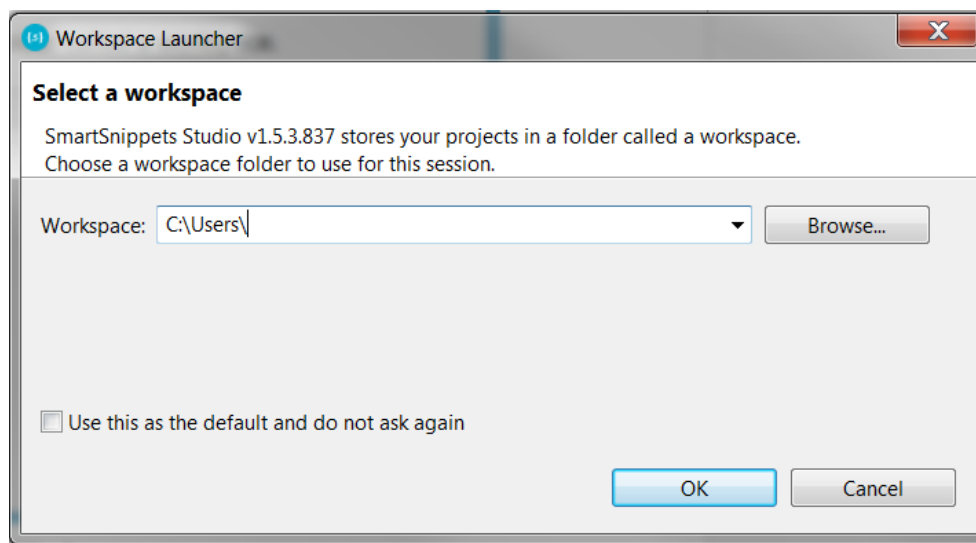 {s} Workspace Launcher
X
Select a workspace
SmartSnippets Studio v1.5.3.837 stores your projects in a folder called a workspace.
Choose a workspace folder to use for this session.
Workspace: C:\Users\ Browse...
Use this as the default and do not ask again
OK Cancel